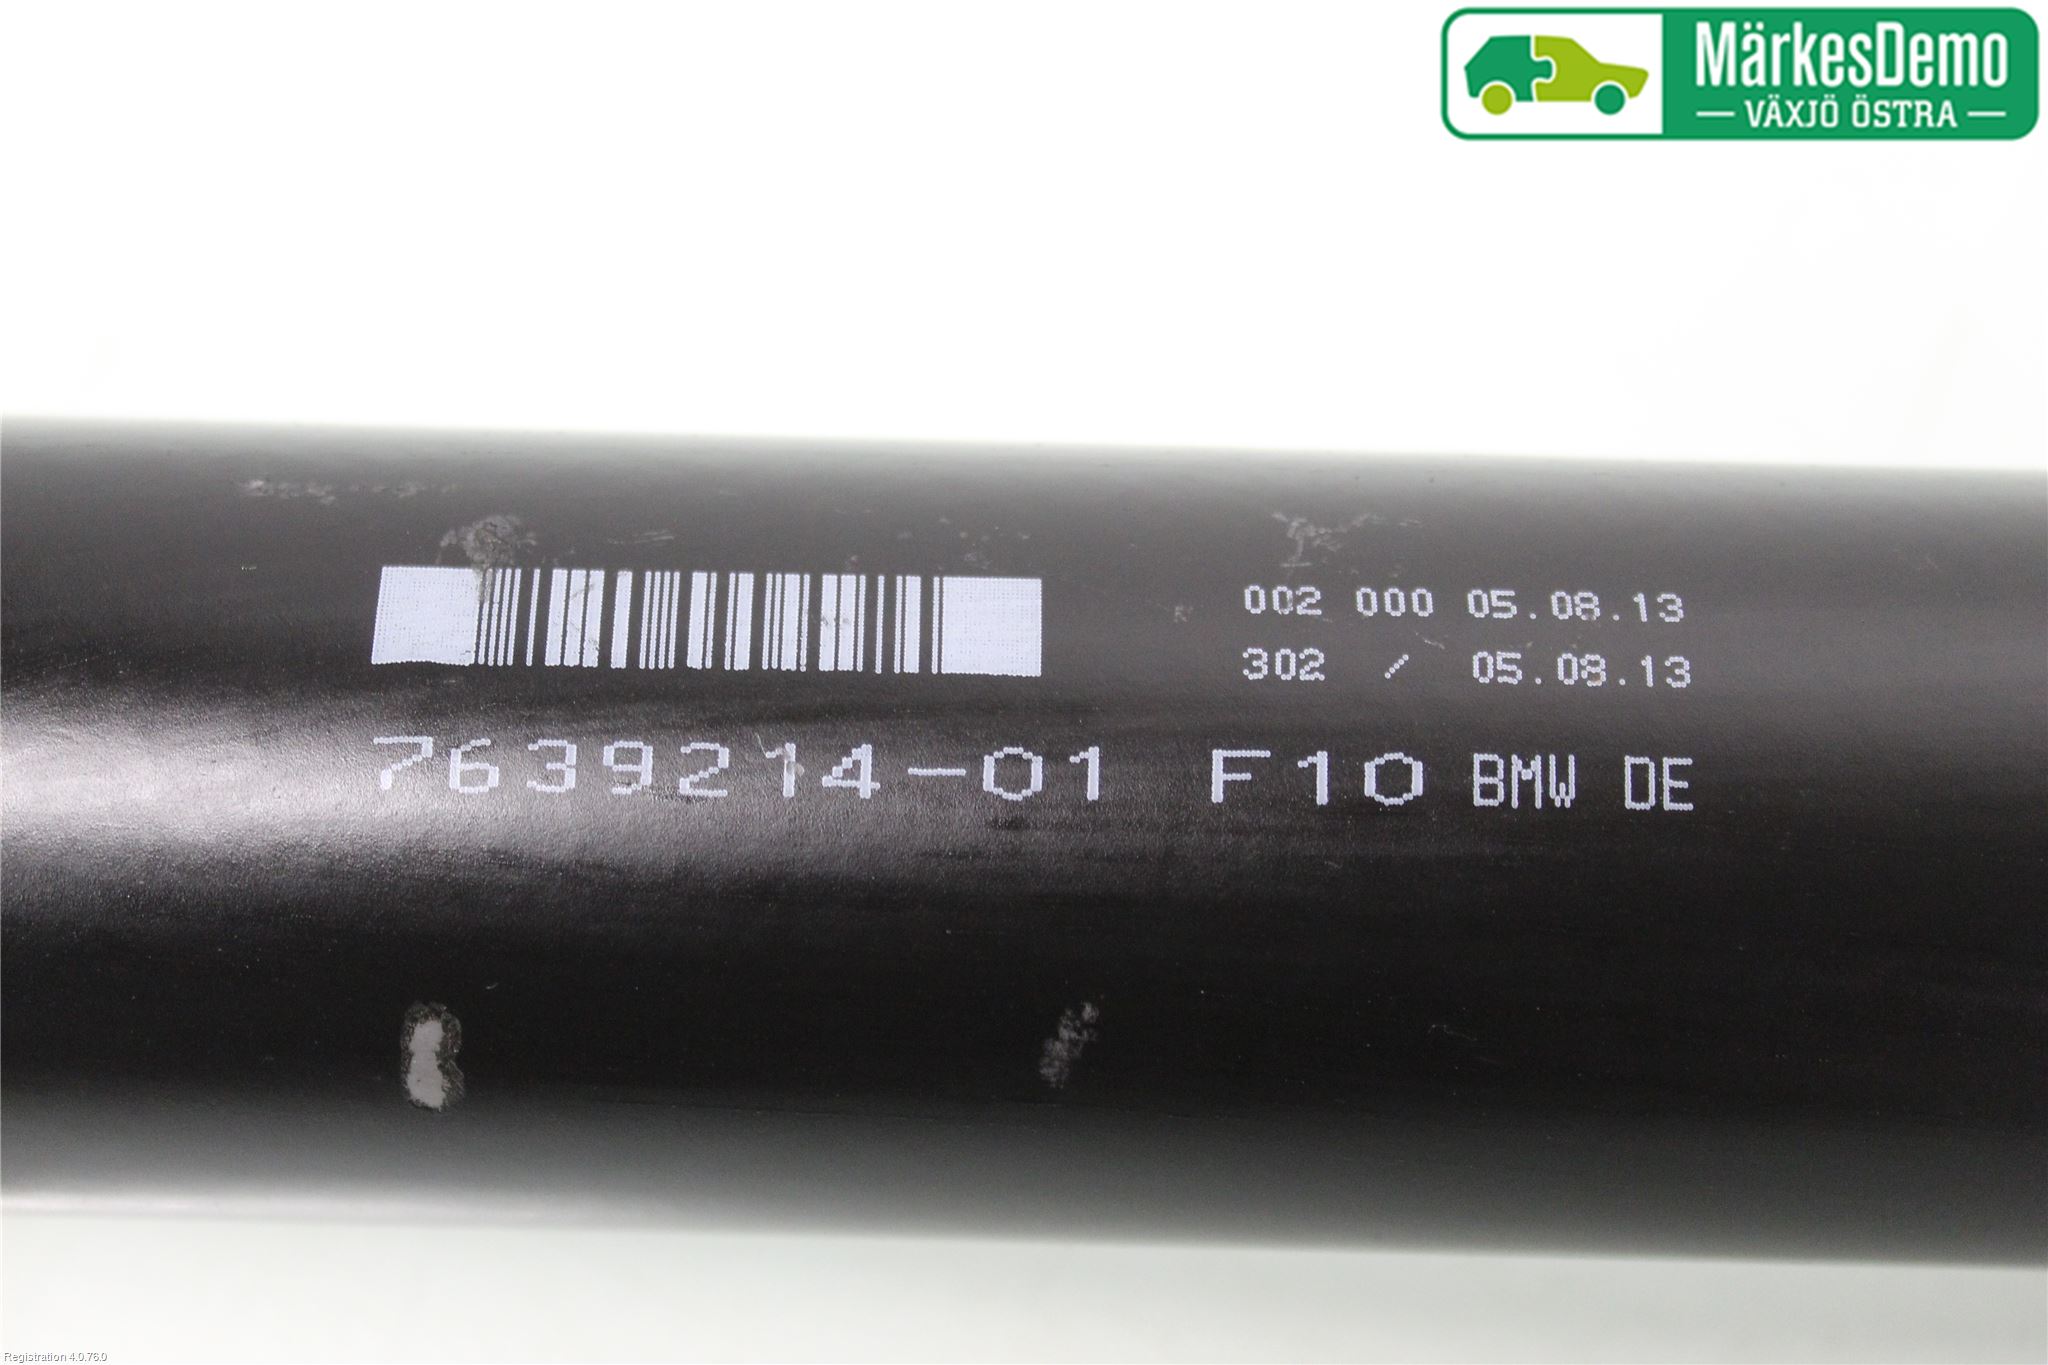 MärkesDemo
VÄXJÖ ÖSTRA
002 000 05.08.13
302 / 05.08.13
7639214-01 F10 BMW DE
Registration 4.0.76.0